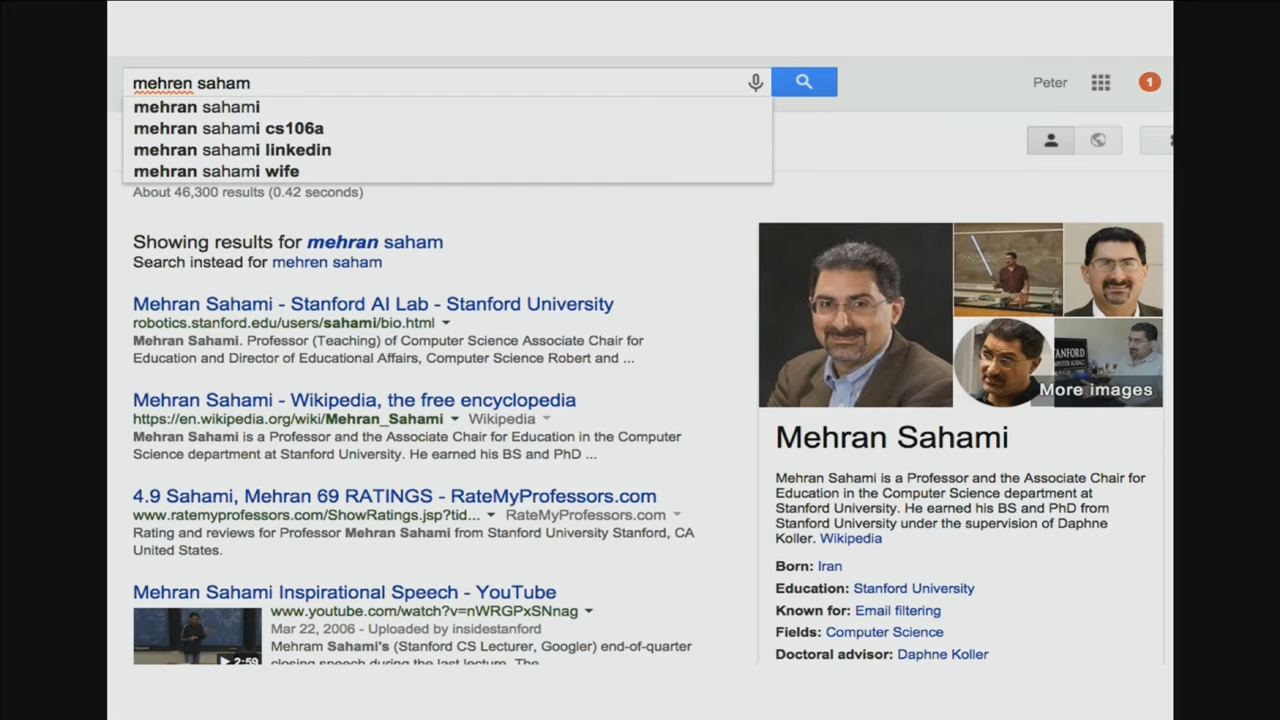 mehren saham
Peter
1
mehran sahami
mehran sahami cs106a
mehran sahami linkedin
mehran sahami wife
About 46,300 results (0.42 seconds)
Showing results for mehran saham
Search instead for mehren saham
Mehran Sahami - Stanford AI Lab - Stanford University
robotics.stanford.edu/users/sahami/bio.html
Mehran Sahami. Professor (Teaching) of Computer Science Associate Chair for
Education and Director of Educational Affairs, Computer Science Robert and ...
Mehran Sahami - Wikipedia, the free encyclopedia
https://en.wikipedia.org/wiki/Mehran_Sahami Wikipedia
Mehran Sahami is a Professor and the Associate Chair for Education in the Computer
Science department at Stanford University. He earned his BS and PhD ...
4.9 Sahami, Mehran 69 RATINGS - RateMyProfessors.com
www.ratemyprofessors.com/ShowRatings.jsp?tid... RateMyProfessors.com
Rating and reviews for Professor Mehran Sahami from Stanford University Stanford, CA
United States.
Mehran Sahami Inspirational Speech - YouTube
www.youtube.com/watch?v=nWRGPxSNnag
Mar 22, 2006 - Uploaded by insidestanford
Mehram Sahami's (Stanford CS Lecturer, Googler) end-of-quarter
closing speech during the last lecture. The
2:59
STANFORD
More images
Mehran Sahami
Mehran Sahami is a Professor and the Associate Chair for
Education in the Computer Science department at
Stanford University. He earned his BS and PhD from
Stanford University under the supervision of Daphne
Koller. Wikipedia
Born: Iran
Education: Stanford University
Known for: Email filtering
Fields: Computer Science
Doctoral advisor: Daphne Koller